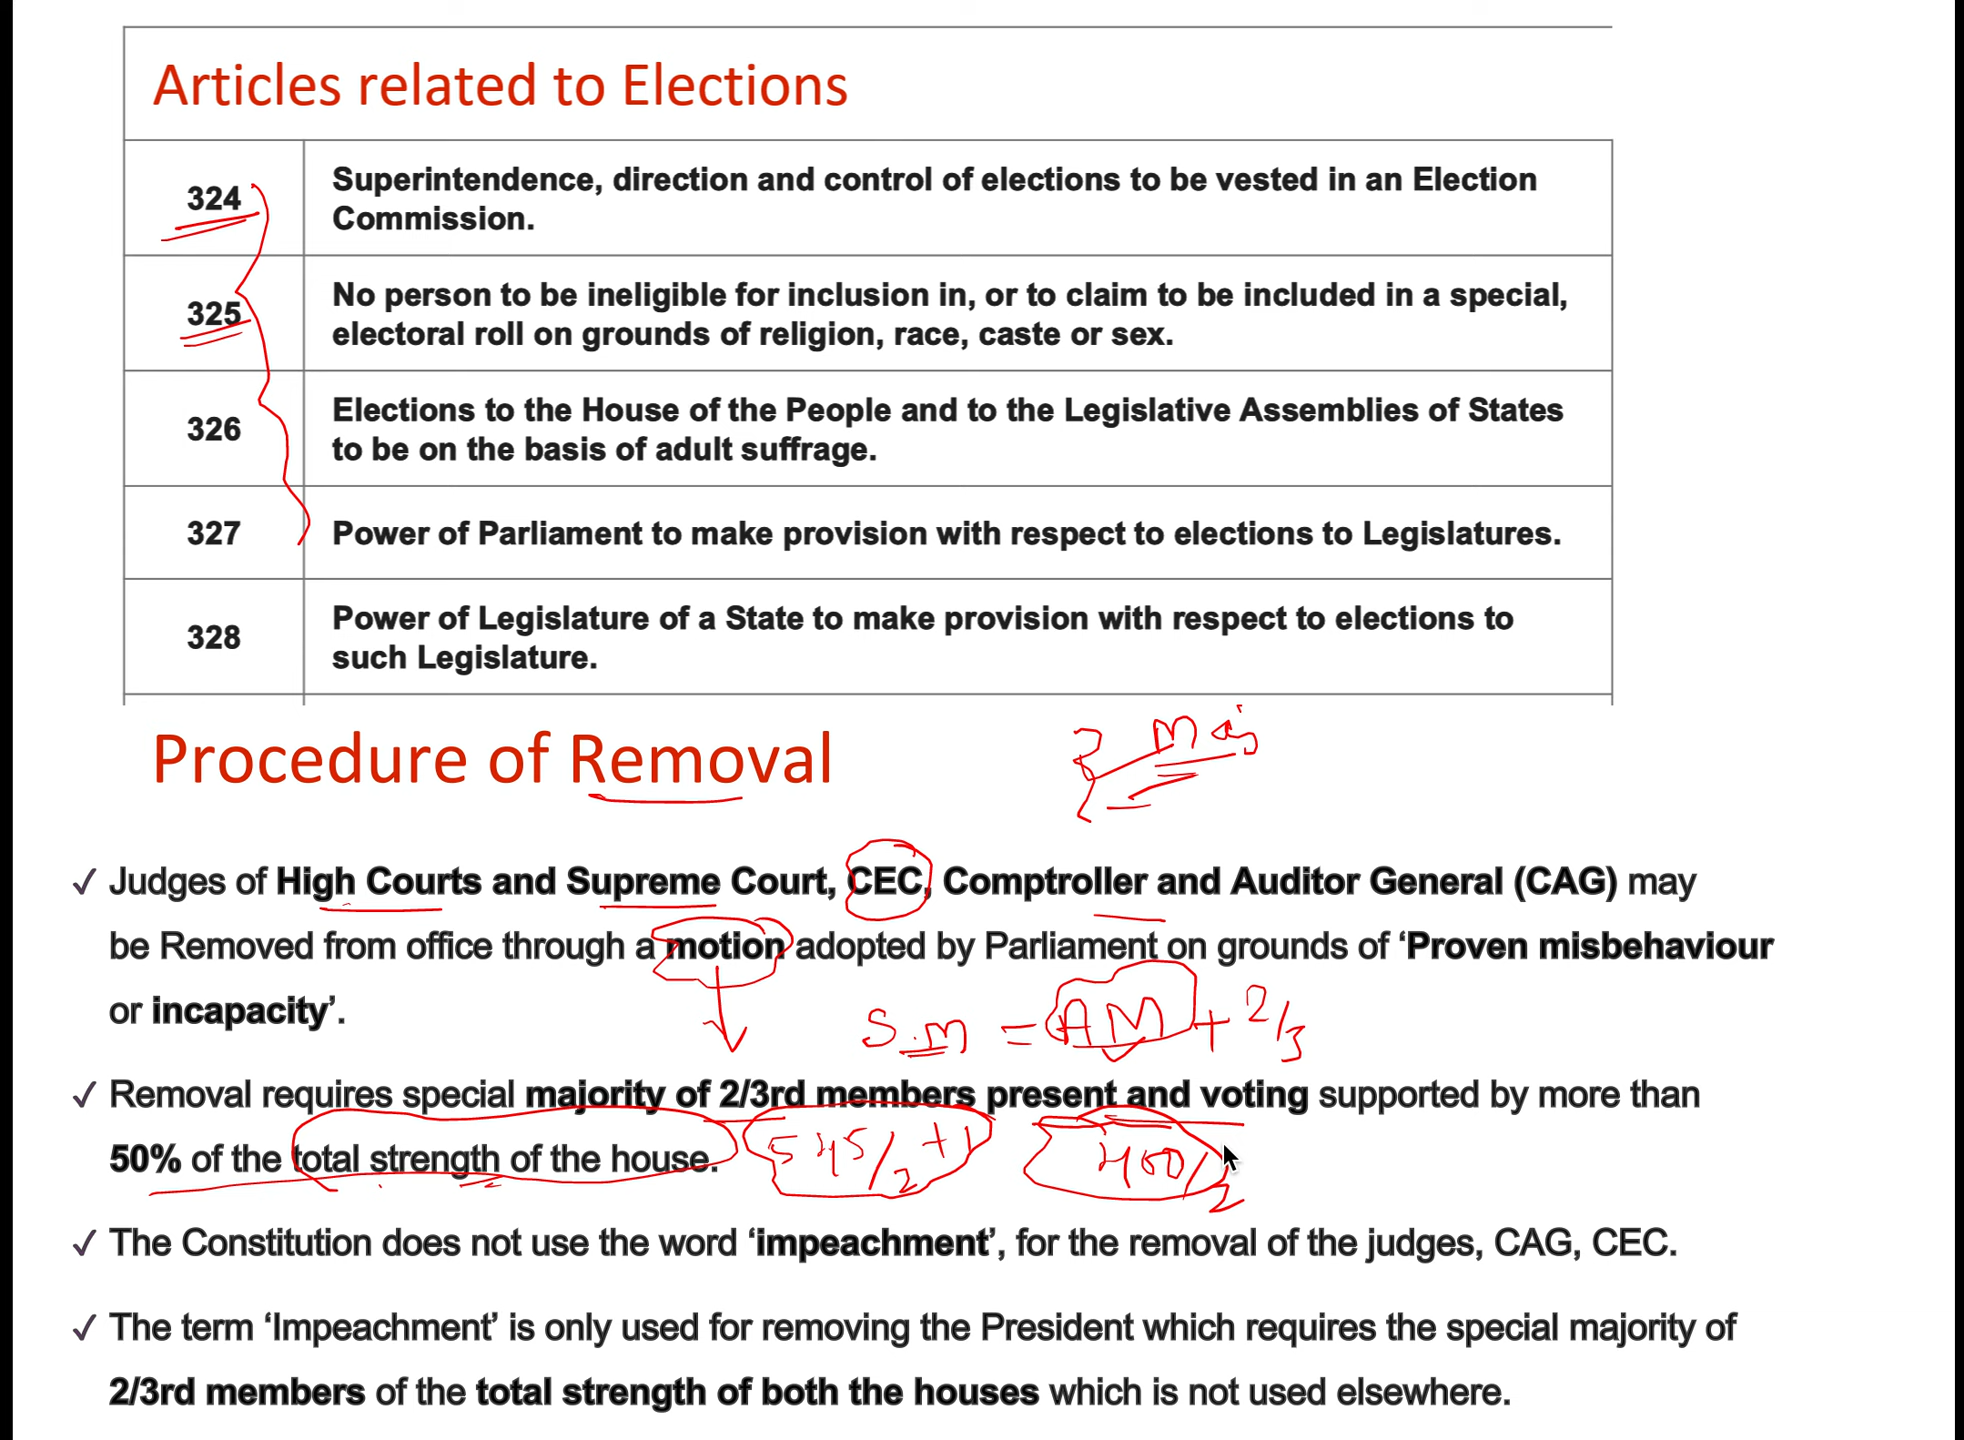 Articles related to Elections
324
Superintendence, direction and control of elections to be vested in an Election
Commission.
325
No person to be ineligible for inclusion in, or to claim to be included in a special,
electoral roll on grounds of religion, race, caste or sex.
326
Elections to the House of the People and to the Legislative Assemblies of States
to be on the basis of adult suffrage.
327
Power of Parliament to make provision with respect to elections to Legislatures.
328
Power of Legislature of a State to make provision with respect to elections to
such Legislature.
Procedure of Removal
✓ Judges of High Courts and Supreme Court, CEC, Comptroller and Auditor General (CAG) may
be Removed from office through a motion adopted by Parliament on grounds of ‘Proven misbehaviour
or incapacity’.
S.M = AM + 2/3
✓ Removal requires special majority of 2/3rd members present and voting supported by more than
50% of the total strength of the house.
545/2 +1
400/2
✓ The Constitution does not use the word ‘impeachment’, for the removal of the judges, CAG, CEC.
✓ The term ‘Impeachment’ is only used for removing the President which requires the special majority of
2/3rd members of the total strength of both the houses which is not used elsewhere.